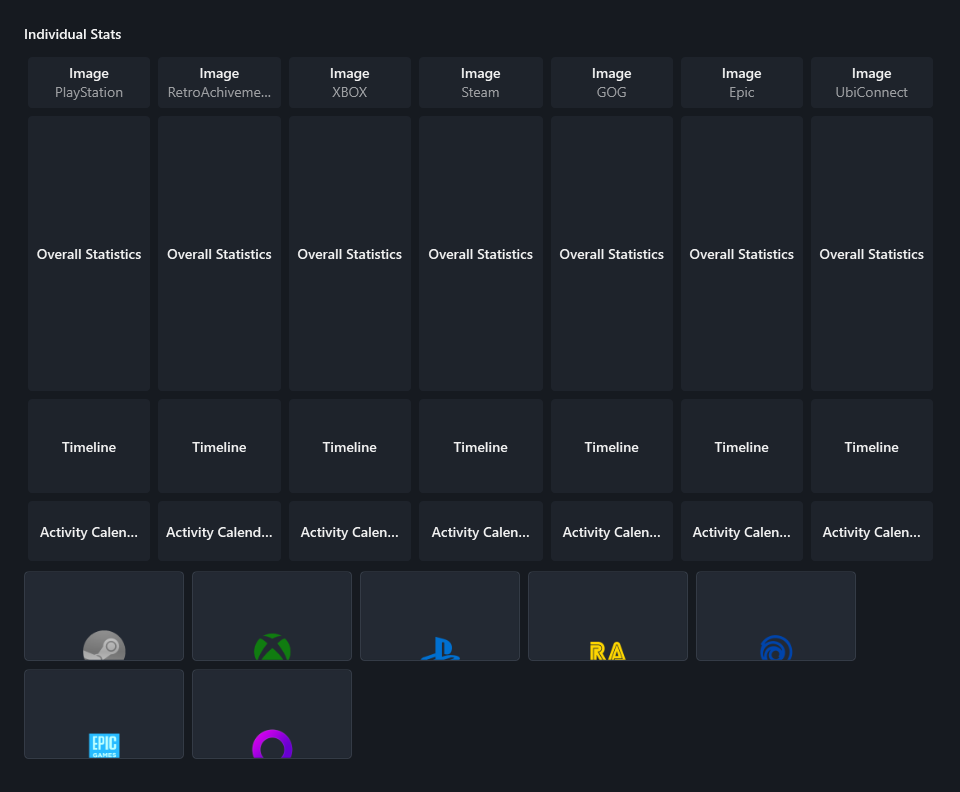 Individual Stats
Image Image Image Image Image Image Image
PlayStation RetroAchiveme... XBOX Steam GOG Epic UbiConnect
Overall Statistics Overall Statistics Overall Statistics Overall Statistics Overall Statistics Overall Statistics Overall Statistics
Timeline Timeline Timeline Timeline Timeline Timeline Timeline
Activity Calen... Activity Calend... Activity Calen... Activity Calen... Activity Calen... Activity Calen... Activity Calen...
RA
EPIC
GAMES